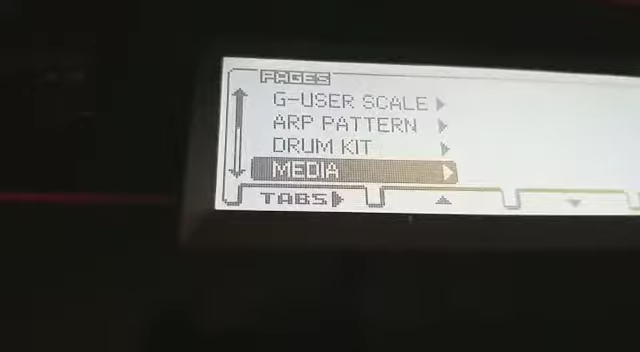 PAGES
G-USER SCALE
ARP PATTERN
DRUM KIT
MEDIA
TABS